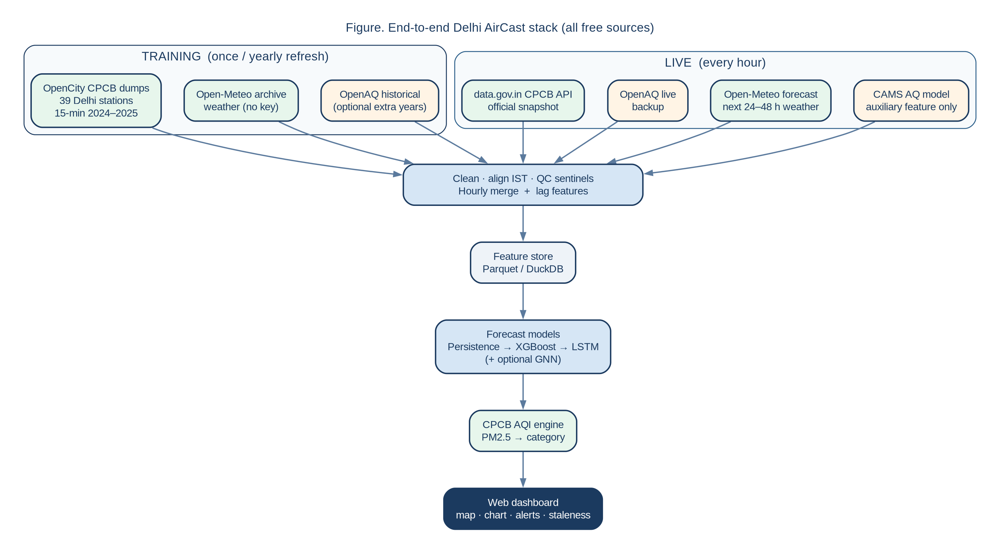 Figure. End-to-end Delhi AirCast stack (all free sources)
TRAINING (once / yearly refresh)
OpenCity CPCB dumps
39 Delhi stations
15-min 2024–2025
Open-Meteo archive
weather (no key)
OpenAQ historical
(optional extra years)
LIVE (every hour)
data.gov.in CPCB API
official snapshot
OpenAQ live
backup
Open-Meteo forecast
next 24–48 h weather
CAMS AQ model
auxiliary feature only
Clean · align IST · QC sentinels
Hourly merge + lag features
Feature store
Parquet / DuckDB
Forecast models
Persistence → XGBoost → LSTM
(+ optional GNN)
CPCB AQI engine
PM2.5 → category
Web dashboard
map · chart · alerts · staleness